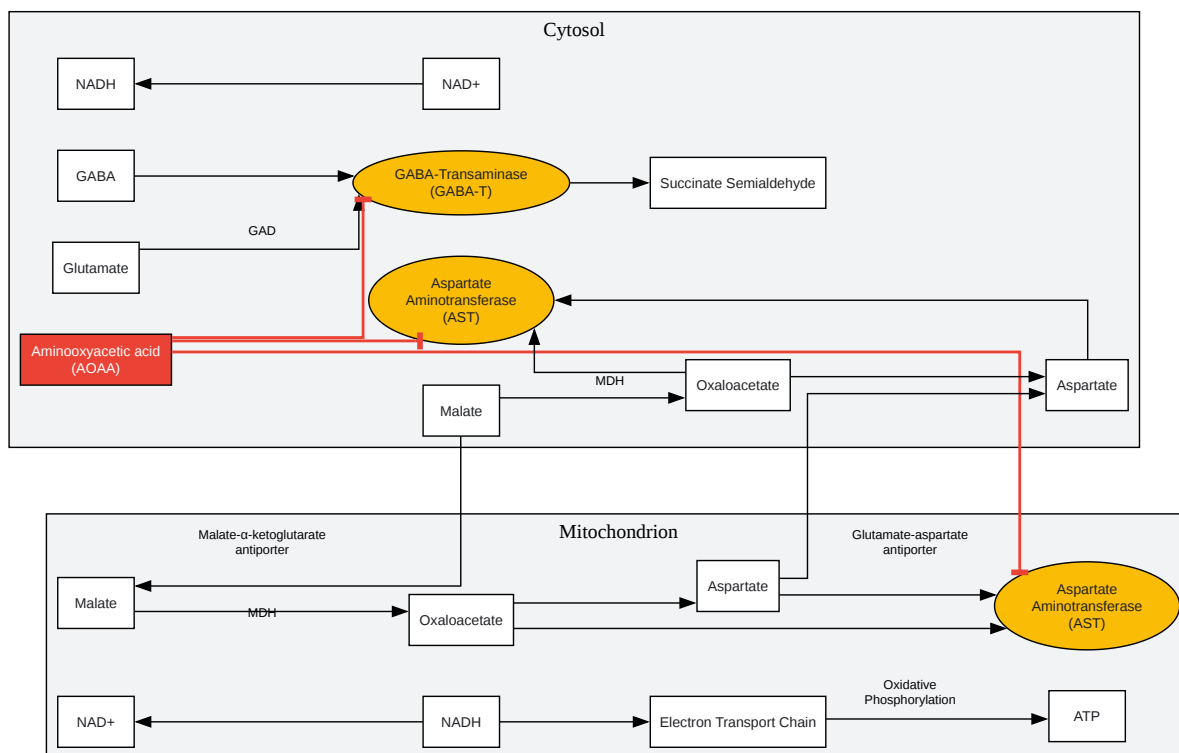 Cytosol
NADH
NAD+
GABA
GABA-Transaminase
(GABA-T)
Succinate Semialdehyde
GAD
Glutamate
Aspartate
Aminotransferase
(AST)
Aminooxyacetic acid
(AOAA)
MDH
Oxaloacetate
Aspartate
Malate
Malate-α-ketoglutarate
antiporter
Mitochondrion
Glutamate-aspartate
antiporter
Malate
MDH
Oxaloacetate
Aspartate
Aspartate
Aminotransferase
(AST)
NAD+
NADH
Electron Transport Chain
Oxidative
Phosphorylation
ATP